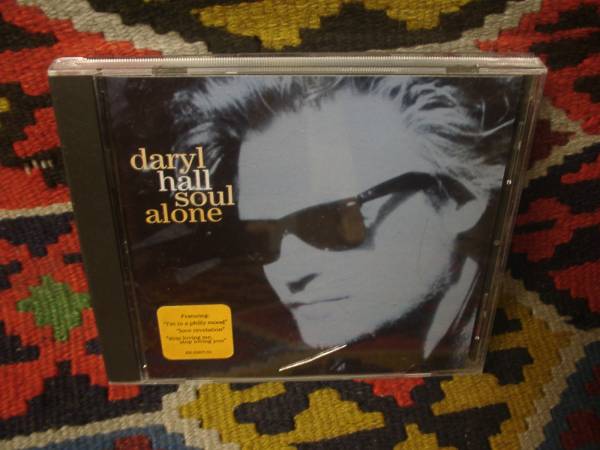 daryl
hall
soul
alone
Featuring:
"i'm in a philly mood"
"love revelation"
"stop loving me,
stop loving you"